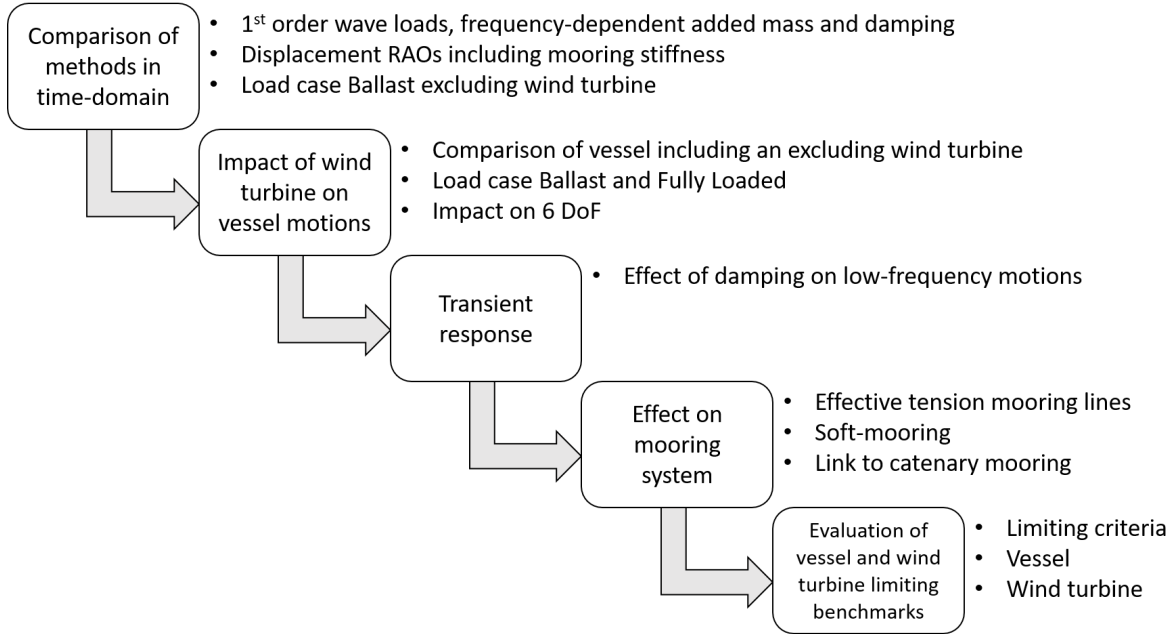 Comparison of
methods in
time-domain
• 1st order wave loads, frequency-dependent added mass and damping
• Displacement RAOs including mooring stiffness
• Load case Ballast excluding wind turbine
Impact of wind
turbine on
vessel motions
• Comparison of vessel including an excluding wind turbine
• Load case Ballast and Fully Loaded
• Impact on 6 DoF
Transient
response
• Effect of damping on low-frequency motions
Effect on
mooring
system
• Effective tension mooring lines
• Soft-mooring
• Link to catenary mooring
Evaluation of
vessel and wind
turbine limiting
benchmarks
• Limiting criteria
• Vessel
• Wind turbine